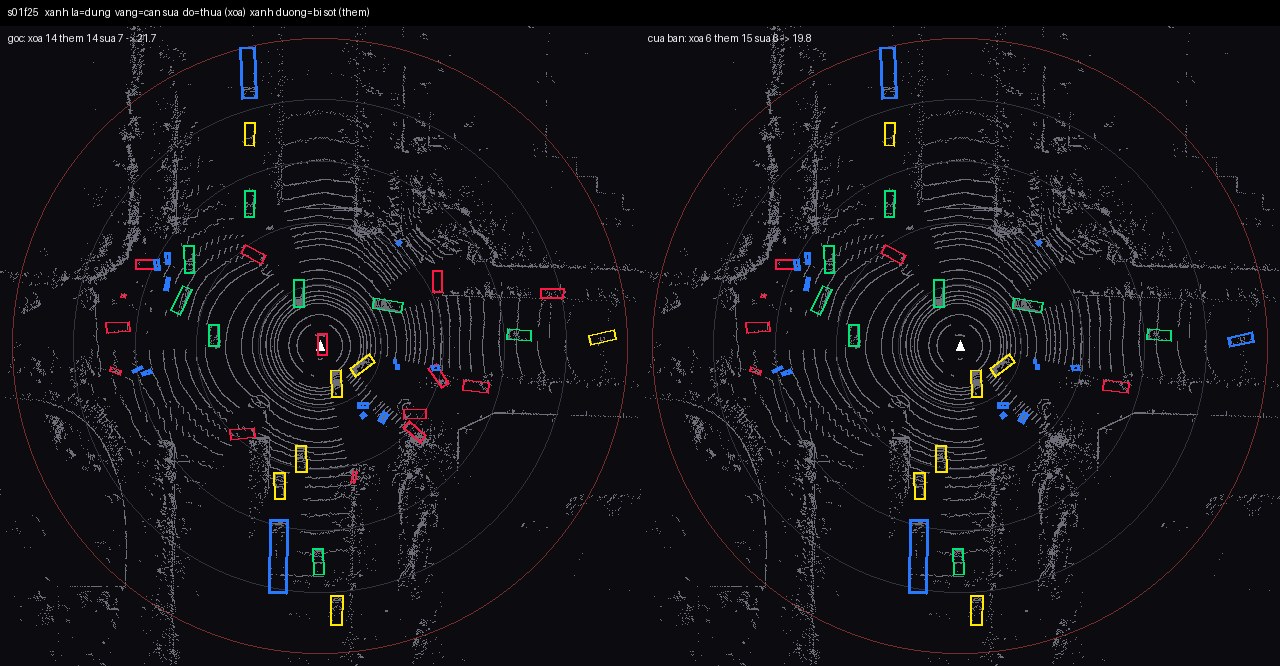 s01f25 xanh la=dung vang=can sua do=thua (xoa) xanh duong=bi sot (them)
goc: xoa 14 them 14 sua 7 -> 21.7
cua ban: xoa 6 them 15 sua 6 -> 19.8